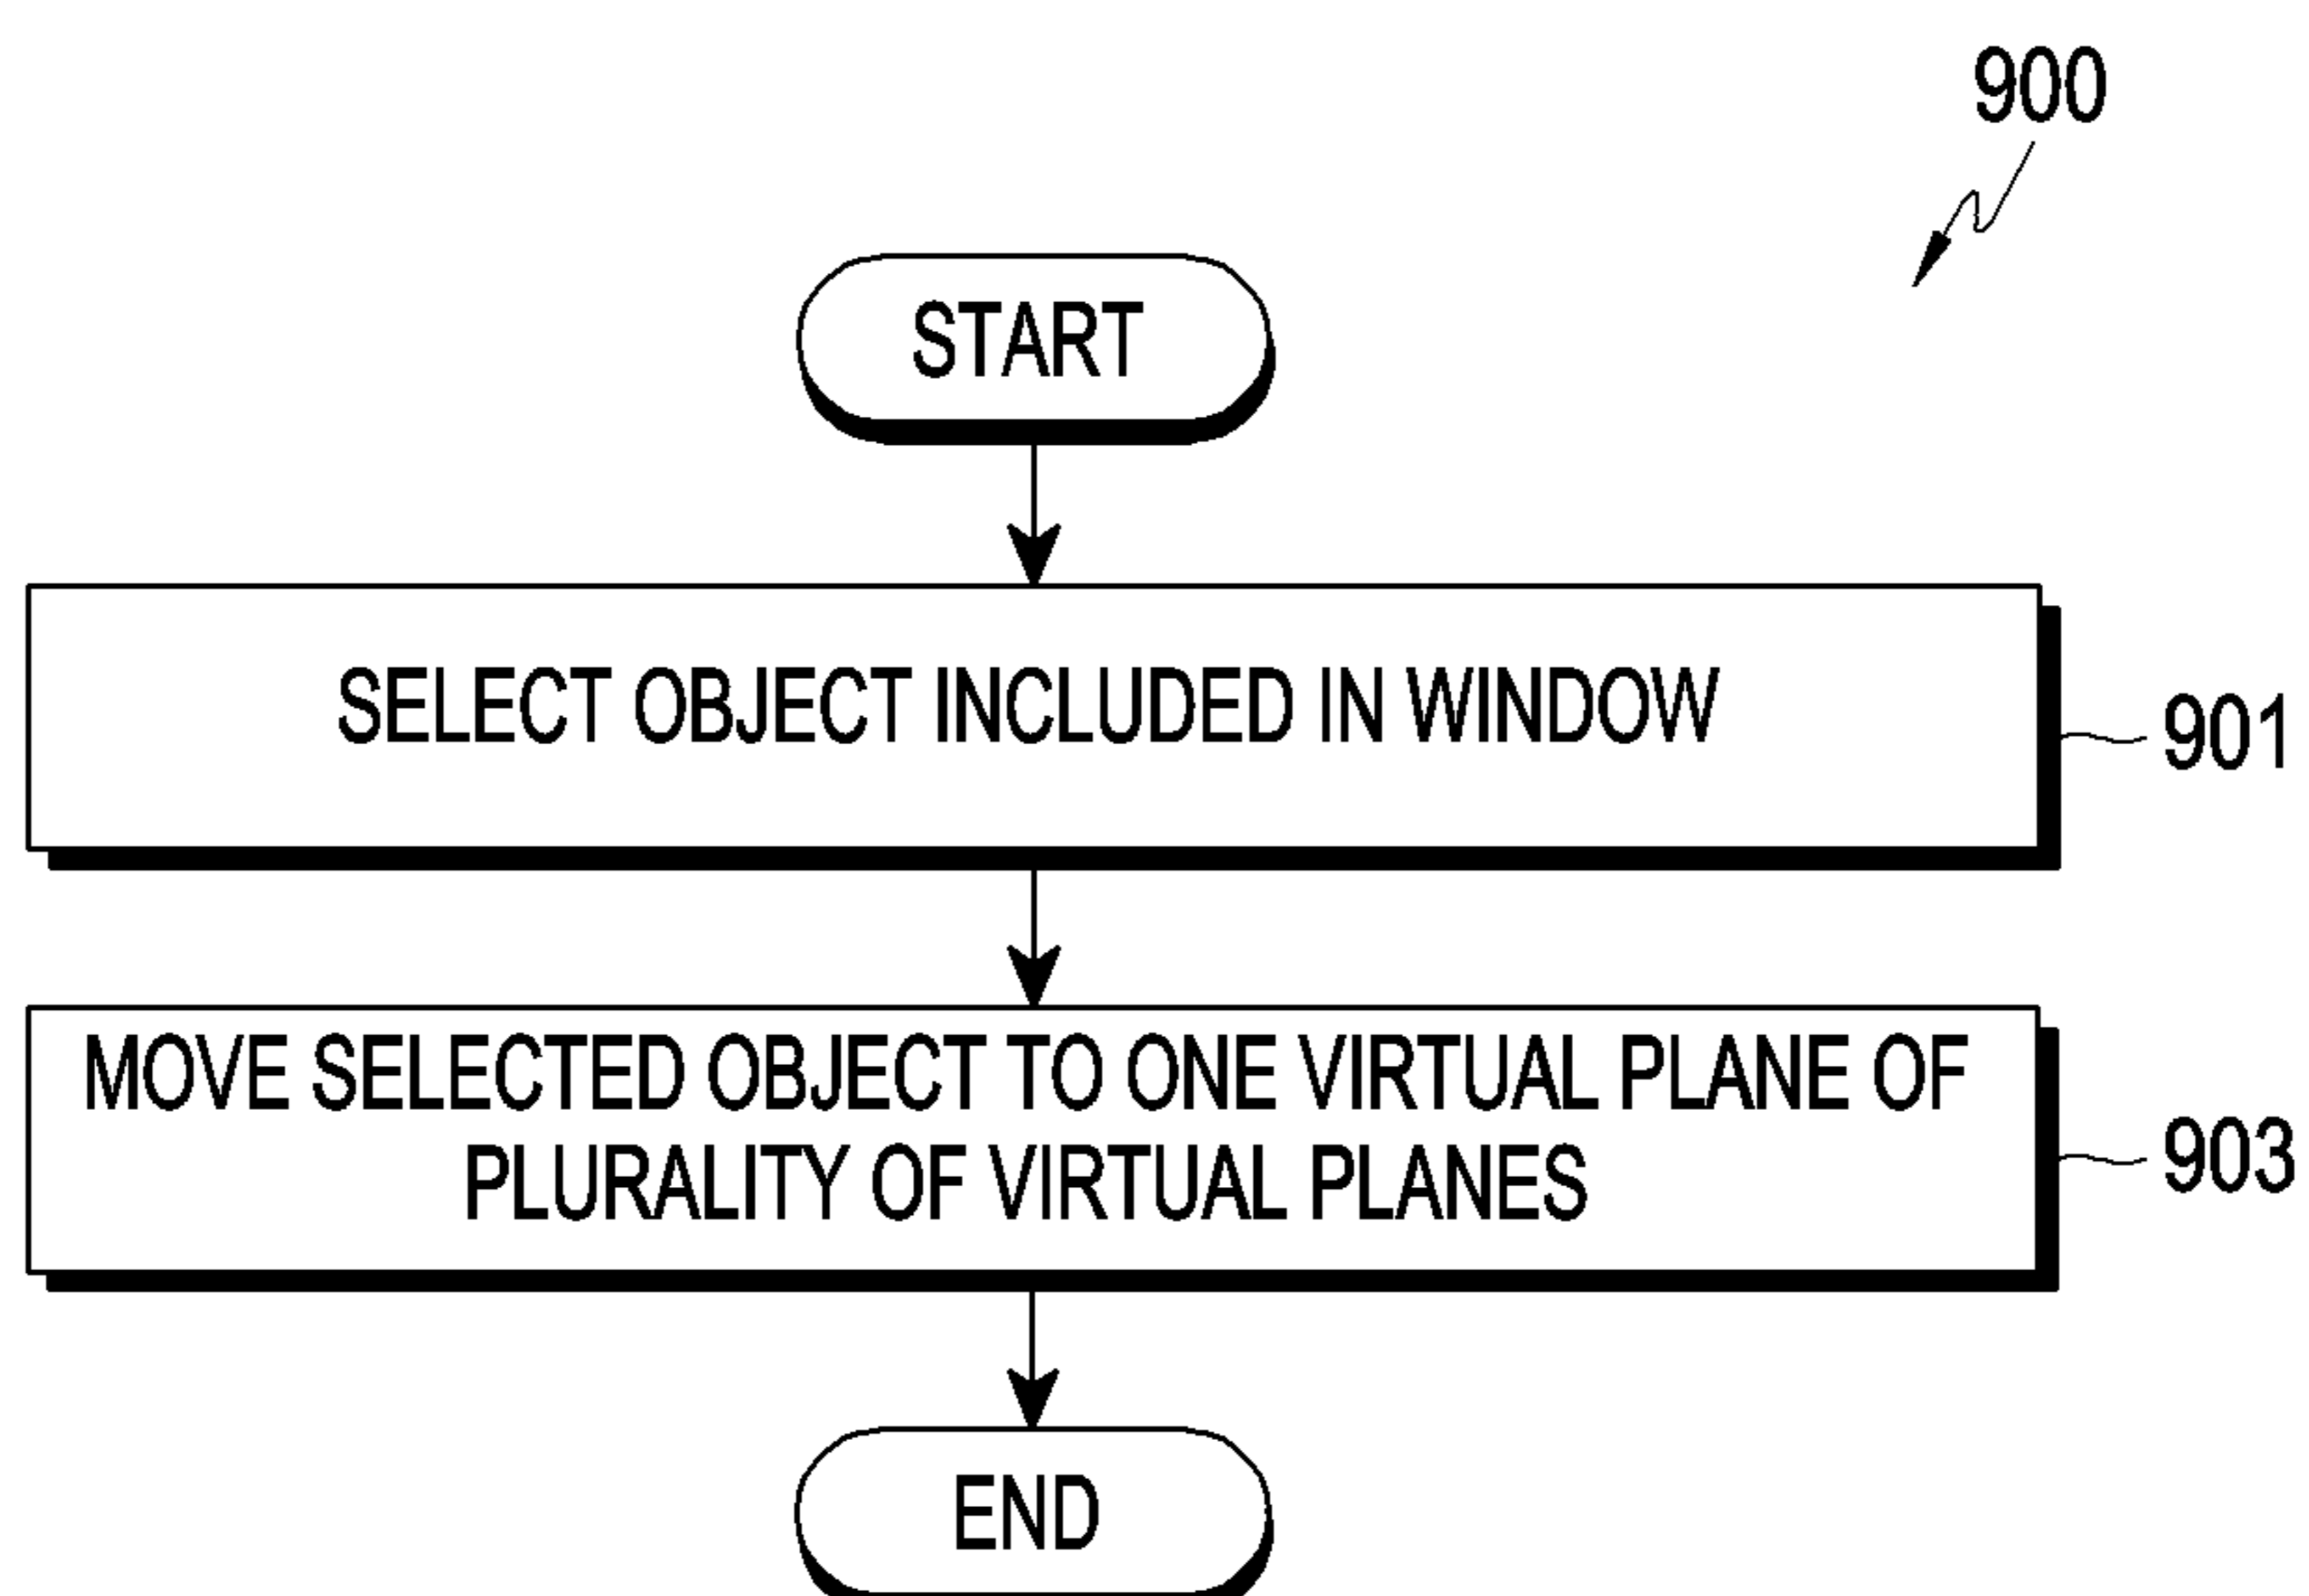 900
START
SELECT OBJECT INCLUDED IN WINDOW
901
MOVE SELECTED OBJECT TO ONE VIRTUAL PLANE OF
PLURALITY OF VIRTUAL PLANES
903
END